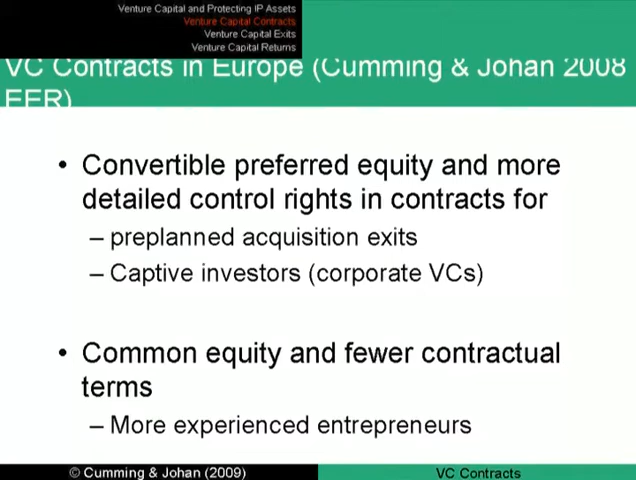 Venture Capital and Protecting IP Assets
Venture Capital Contracts
Venture Capital Exits
Venture Capital Returns
VC Contracts in Europe (Cumming & Johan 2008
EER)
• Convertible preferred equity and more
detailed control rights in contracts for
– preplanned acquisition exits
– Captive investors (corporate VCs)
• Common equity and fewer contractual
terms
– More experienced entrepreneurs
© Cumming & Johan (2009)
VC Contracts